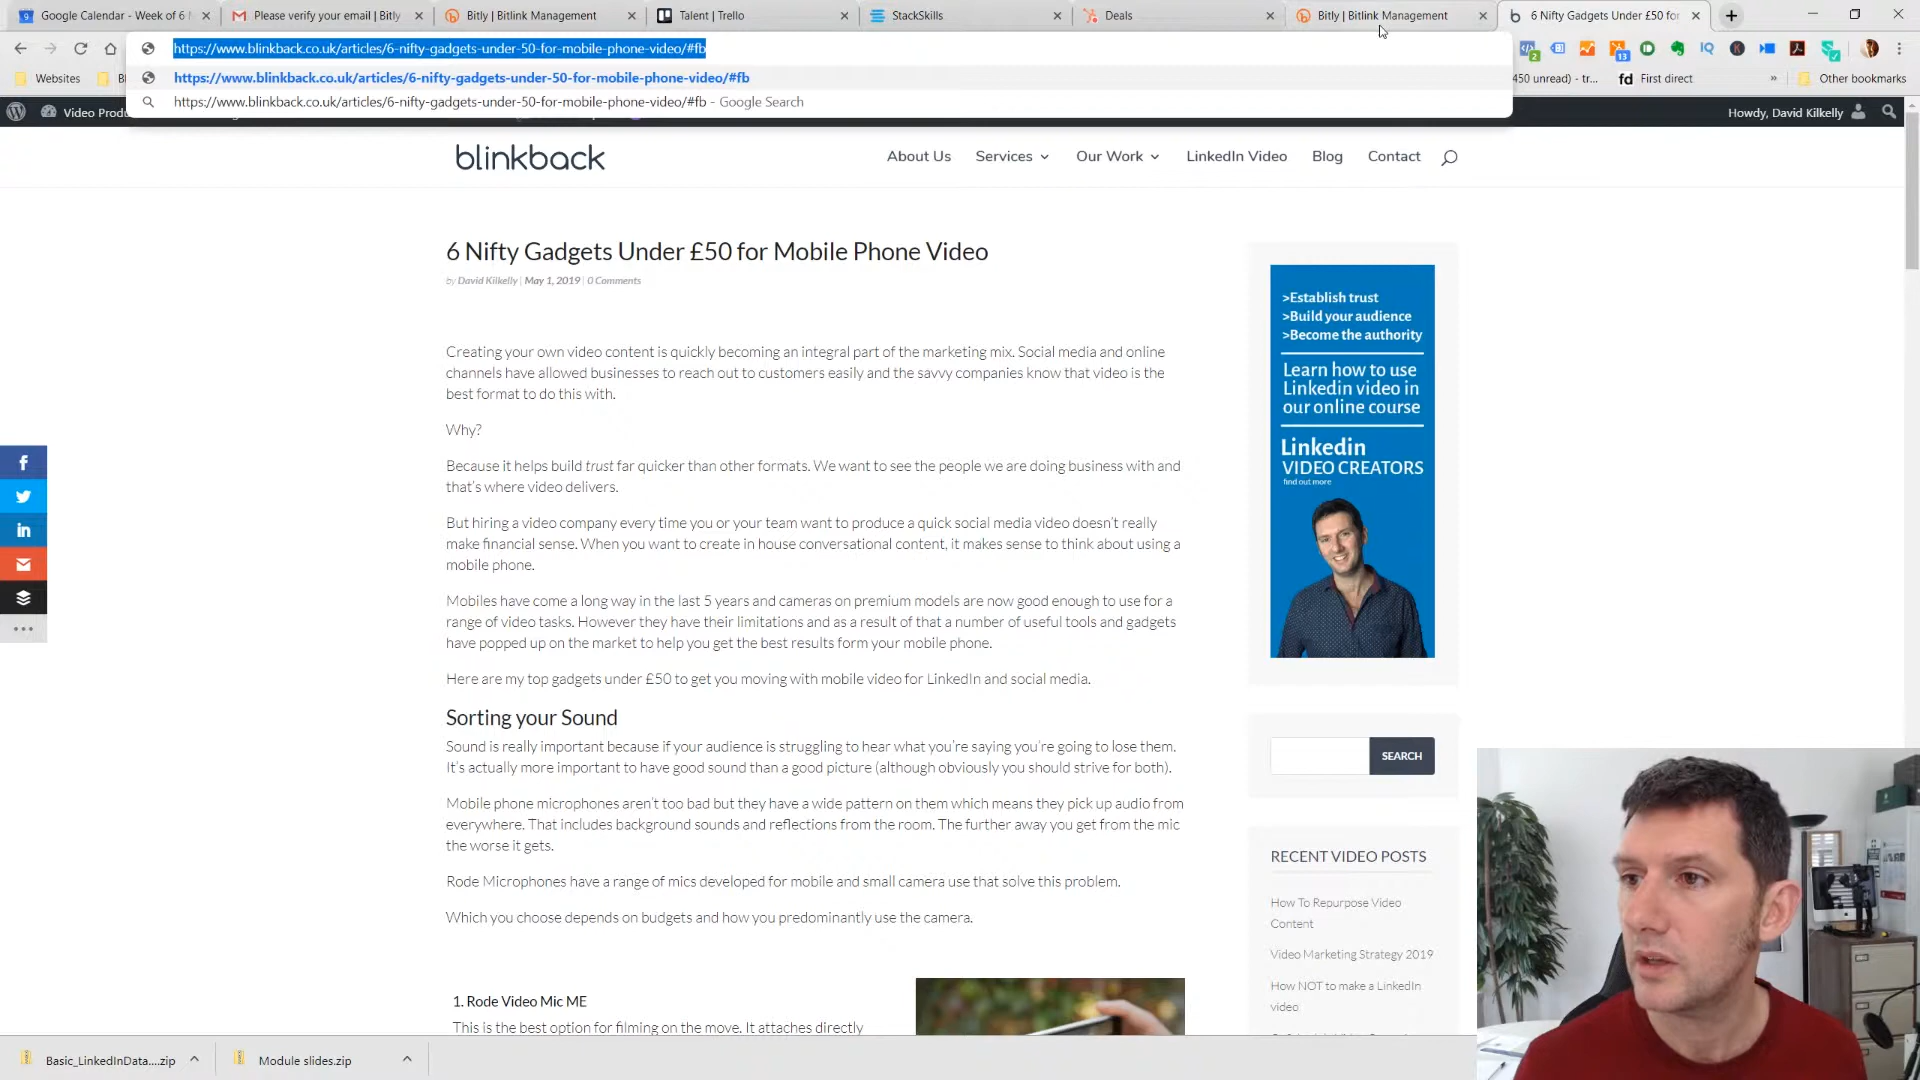 Google Calendar - Week of 6 M
Please verify your email | Bitly
Bitly | Bitlink Management
Talent | Trello
StackSkills
Deals
Bitly | Bitlink Management
6 Nifty Gadgets Under £50 for
https://www.blinkback.co.uk/articles/6-nifty-gadgets-under-50-for-mobile-phone-video/#fb
https://www.blinkback.co.uk/articles/6-nifty-gadgets-under-50-for-mobile-phone-video/#fb
https://www.blinkback.co.uk/articles/6-nifty-gadgets-under-50-for-mobile-phone-video/#fb - Google Search
Websites
450 unread) - tr...
fd First direct
»
Other bookmarks
Video Produ
Howdy, David Kilkelly
blinkback
About Us
Services
Our Work
LinkedIn Video
Blog
Contact
6 Nifty Gadgets Under £50 for Mobile Phone Video
by David Kilkelly | May 1, 2019 | 0 Comments
Creating your own video content is quickly becoming an integral part of the marketing mix. Social media and online
channels have allowed businesses to reach out to customers easily and the savvy companies know that video is the
best format to do this with.
Why?
Because it helps build trust far quicker than other formats. We want to see the people we are doing business with and
that's where video delivers.
But hiring a video company every time you or your team want to produce a quick social media video doesn't really
make financial sense. When you want to create in house conversational content, it makes sense to think about using a
mobile phone.
Mobiles have come a long way in the last 5 years and cameras on premium models are now good enough to use for a
range of video tasks. However they have their limitations and as a result of that a number of useful tools and gadgets
have popped up on the market to help you get the best results form your mobile phone.
Here are my top gadgets under £50 to get you moving with mobile video for LinkedIn and social media.
Sorting your Sound
Sound is really important because if your audience is struggling to hear what you're saying you're going to lose them.
It's actually more important to have good sound than a good picture (although obviously you should strive for both).
Mobile phone microphones aren't too bad but they have a wide pattern on them which means they pick up audio from
everywhere. That includes background sounds and reflections from the room. The further away you get from the mic
the worse it gets.
Rode Microphones have a range of mics developed for mobile and small camera use that solve this problem.
Which you choose depends on budgets and how you predominantly use the camera.
1. Rode Video Mic ME
This is the best option for filming on the move. It attaches directly
>Establish trust
>Build your audience
>Become the authority
Learn how to use
Linkedin video in
our online course
Linkedin
VIDEO CREATORS
find out more
SEARCH
RECENT VIDEO POSTS
How To Repurpose Video
Content
Video Marketing Strategy 2019
How NOT to make a LinkedIn
video
Basic_LinkedInData....zip
Module slides.zip